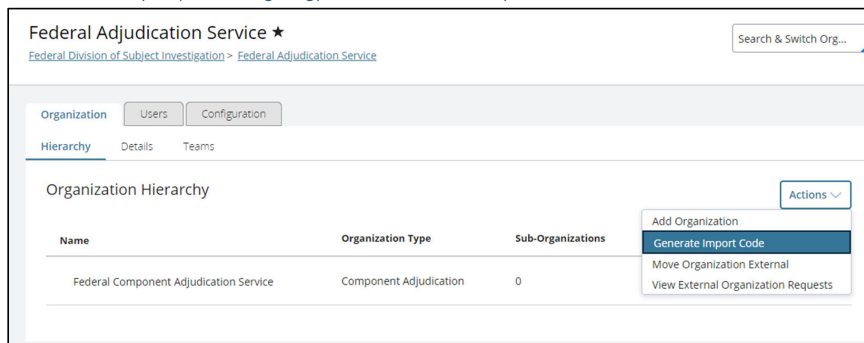 Federal Adjudication Service ★
Federal Division of Subject Investigation > Federal Adjudication Service
Search & Switch Org...
Organization Users Configuration
Hierarchy Details Teams
Organization Hierarchy
Actions
Add Organization
Name Organization Type Sub-Organizations
Generate Import Code
Move Organization External
Federal Component Adjudication Service Component Adjudication 0
View External Organization Requests